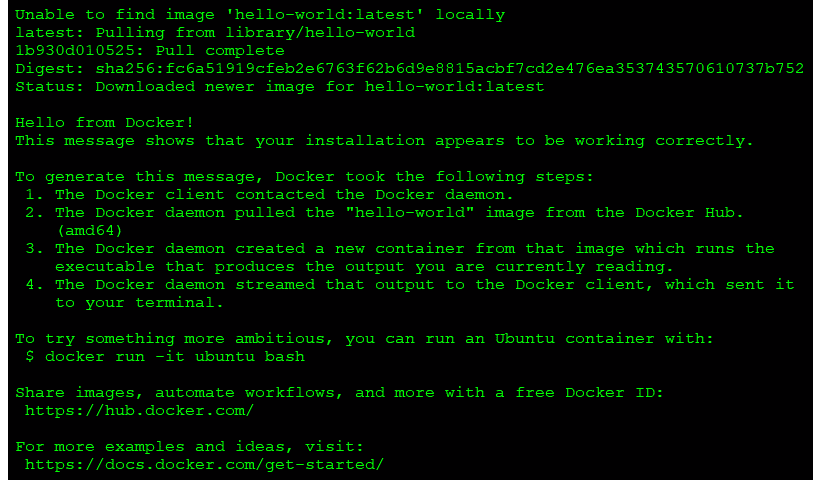 Unable to find image 'hello-world:latest' locally
latest: Pulling from library/hello-world
1b930d010525: Pull complete
Digest: sha256:fc6a51919cfeb2e6763f62b6d9e8815acbf7cd2e476ea353743570610737b752
Status: Downloaded newer image for hello-world:latest

Hello from Docker!
This message shows that your installation appears to be working correctly.

To generate this message, Docker took the following steps:
 1. The Docker client contacted the Docker daemon.
 2. The Docker daemon pulled the "hello-world" image from the Docker Hub.
    (amd64)
 3. The Docker daemon created a new container from that image which runs the
    executable that produces the output you are currently reading.
 4. The Docker daemon streamed that output to the Docker client, which sent it
    to your terminal.

To try something more ambitious, you can run an Ubuntu container with:
 $ docker run -it ubuntu bash

Share images, automate workflows, and more with a free Docker ID:
 https://hub.docker.com/

For more examples and ideas, visit:
 https://docs.docker.com/get-started/